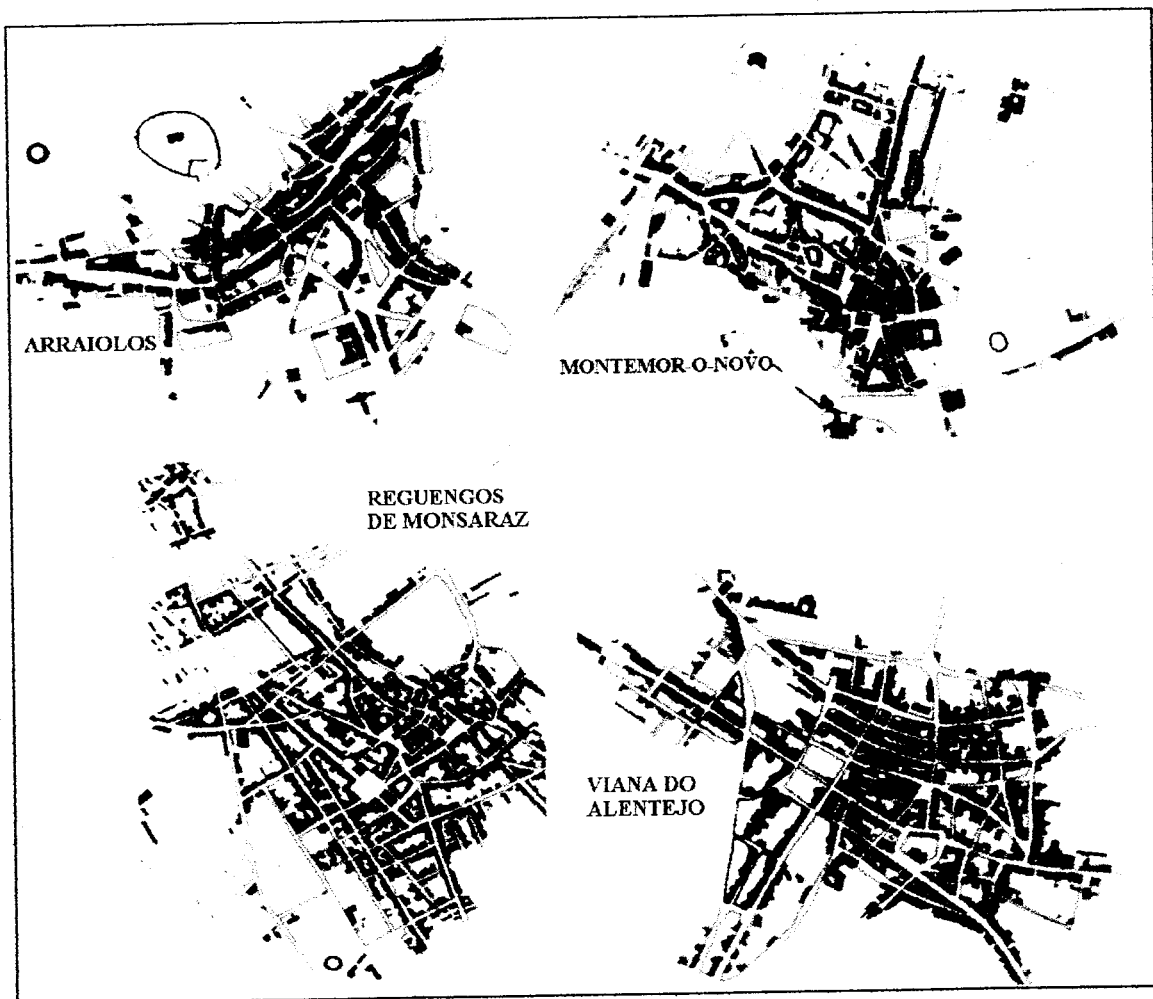 ARRAIOLOS
MONTEMOR-O-NOVO
REGUENGOS
DE MONSARAZ
VIANA DO
ALENTEJO